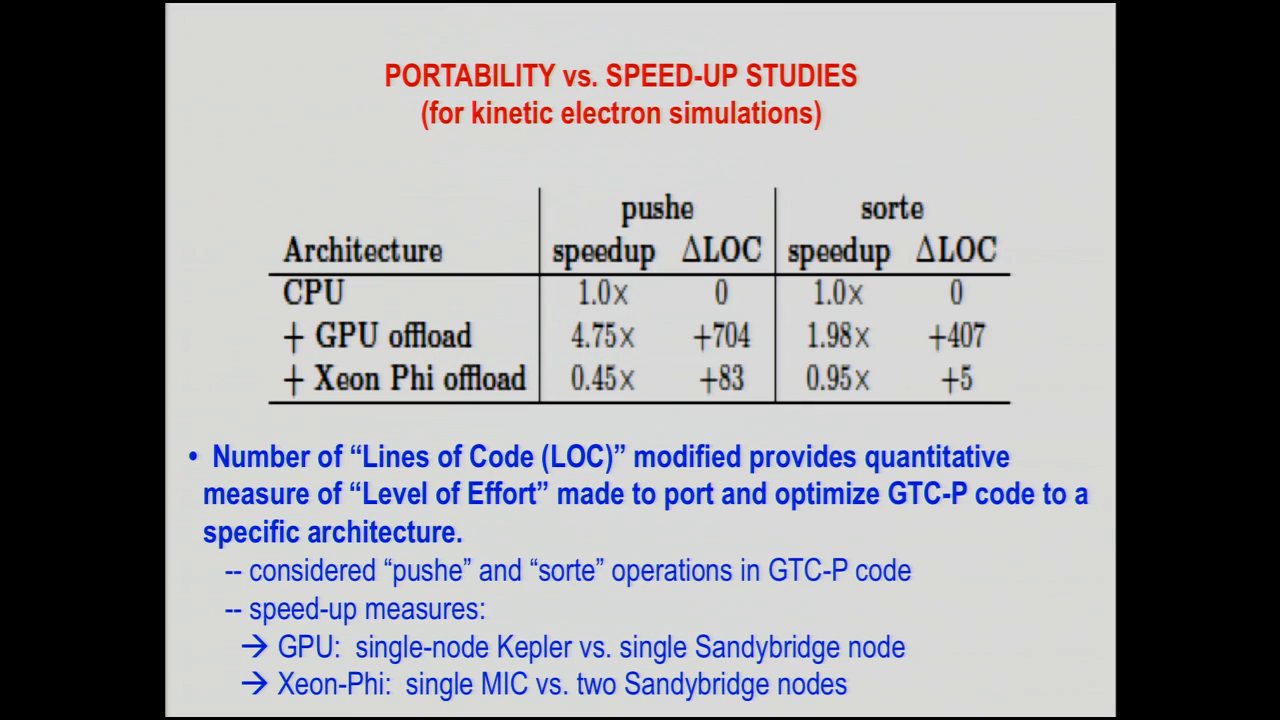 PORTABILITY vs. SPEED-UP STUDIES
(for kinetic electron simulations)
pushe sorte
Architecture speedup ΔLOC speedup ΔLOC
CPU 1.0x 0 1.0x 0
+ GPU offload 4.75x +704 1.98x +407
+ Xeon Phi offload 0.45x +83 0.95x +5
• Number of “Lines of Code (LOC)” modified provides quantitative
measure of “Level of Effort” made to port and optimize GTC-P code to a
specific architecture.
-- considered “pushe” and “sorte” operations in GTC-P code
-- speed-up measures:
→ GPU: single-node Kepler vs. single Sandybridge node
→ Xeon-Phi: single MIC vs. two Sandybridge nodes